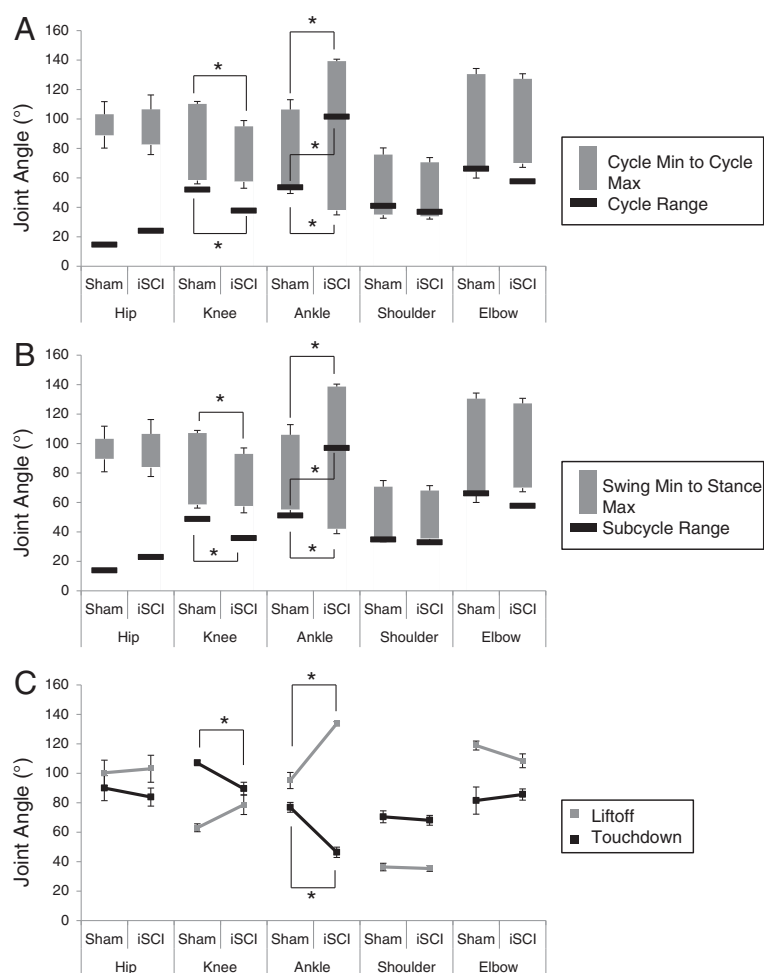 A
Joint Angle (°)
160
140
120
100
80
60
40
20
0
*
*
*
*
*
Sham iSCI Sham iSCI Sham iSCI Sham iSCI Sham iSCI
Hip Knee Ankle Shoulder Elbow
Cycle Min to Cycle
Max
Cycle Range
B
Joint Angle (°)
160
140
120
100
80
60
40
20
0
*
*
*
*
*
Sham iSCI Sham iSCI Sham iSCI Sham iSCI Sham iSCI
Hip Knee Ankle Shoulder Elbow
Swing Min to Stance
Max
Subcycle Range
C
Joint Angle (°)
160
140
120
100
80
60
40
20
0
*
*
*
Sham iSCI Sham iSCI Sham iSCI Sham iSCI Sham iSCI
Hip Knee Ankle Shoulder Elbow
Liftoff
Touchdown